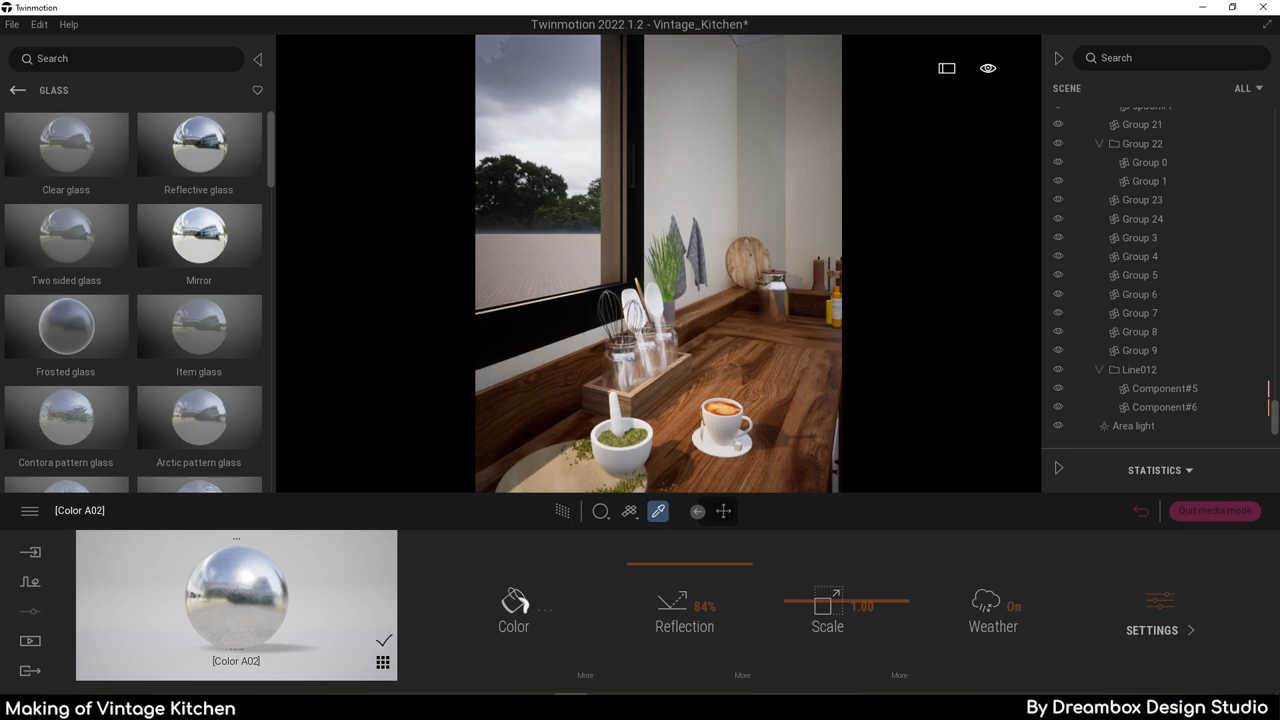 Twinmotion
File Edit Help
Twinmotion 2022.1.2 - Vintage_Kitchen*
Search
GLASS
Clear glass
Reflective glass
Two sided glass
Mirror
Frosted glass
Item glass
Contora pattern glass
Arctic pattern glass
Search
SCENE
ALL
Group 21
Group 22
Group 0
Group 1
Group 23
Group 24
Group 3
Group 4
Group 5
Group 6
Group 7
Group 8
Group 9
Line012
Component#5
Component#6
Area light
STATISTICS
[Color A02]
Quit media mode
...
[Color A02]
Color ...
Reflection 84%
Scale 1.00
Weather On
SETTINGS
More
More
More
Making of Vintage Kitchen
By Dreambox Design Studio